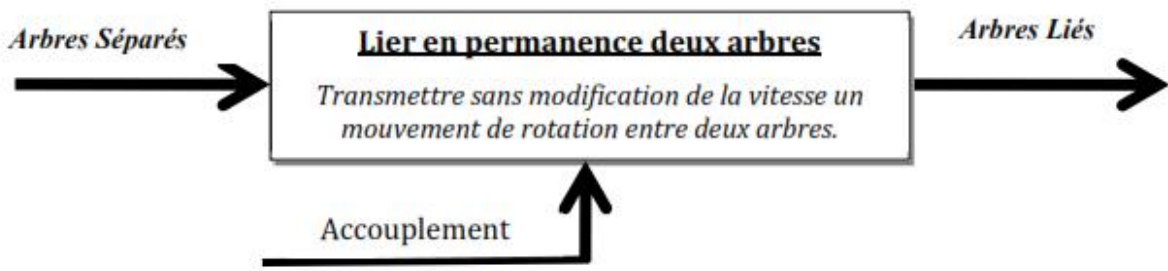 Arbres Séparés
Lier en permanence deux arbres
Arbres Liés
Transmettre sans modification de la vitesse un
mouvement de rotation entre deux arbres.
Accouplement